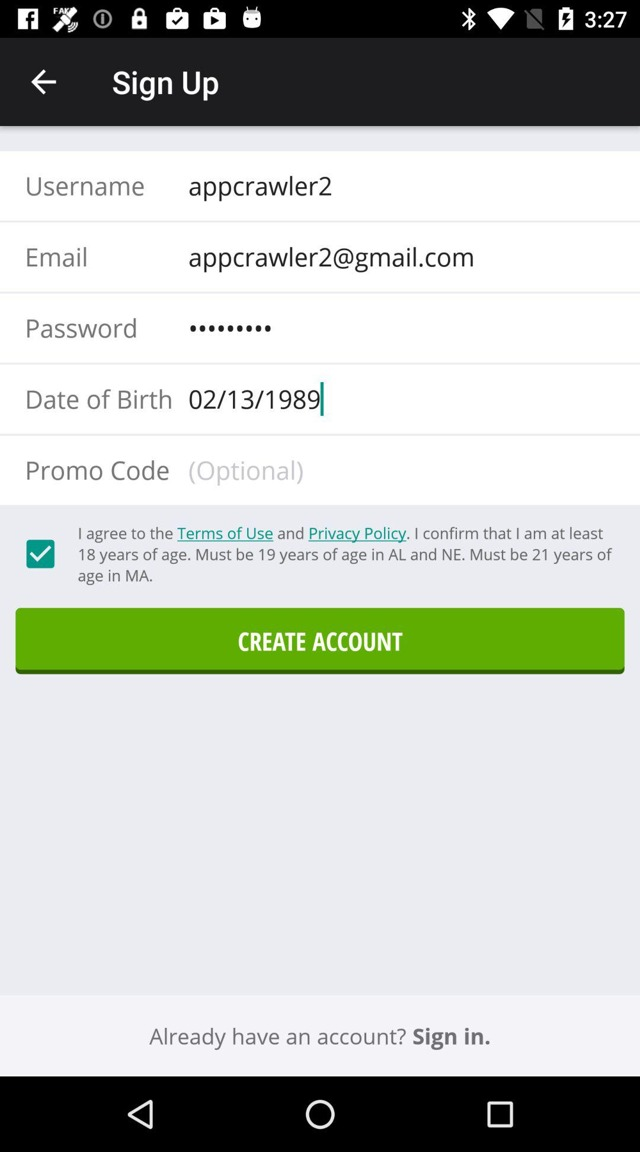 FAKE
3:27
Sign Up
Username appcrawler2
Email appcrawler2@gmail.com
Password •••••••••
Date of Birth 02/13/1989
Promo Code (Optional)
I agree to the Terms of Use and Privacy Policy. I confirm that I am at least
18 years of age. Must be 19 years of age in AL and NE. Must be 21 years of
age in MA.
CREATE ACCOUNT
Already have an account? Sign in.